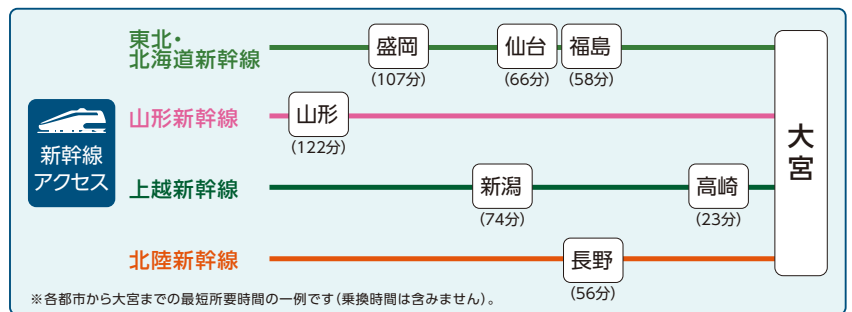 東北・
北海道新幹線
盛岡
(107分)
仙台
(66分)
福島
(58分)
山形新幹線
山形
(122分)
新幹線
アクセス
上越新幹線
新潟
(74分)
高崎
(23分)
北陸新幹線
長野
(56分)
大宮
※各都市から大宮までの最短所要時間の一例です(乗換時間は含みません)。